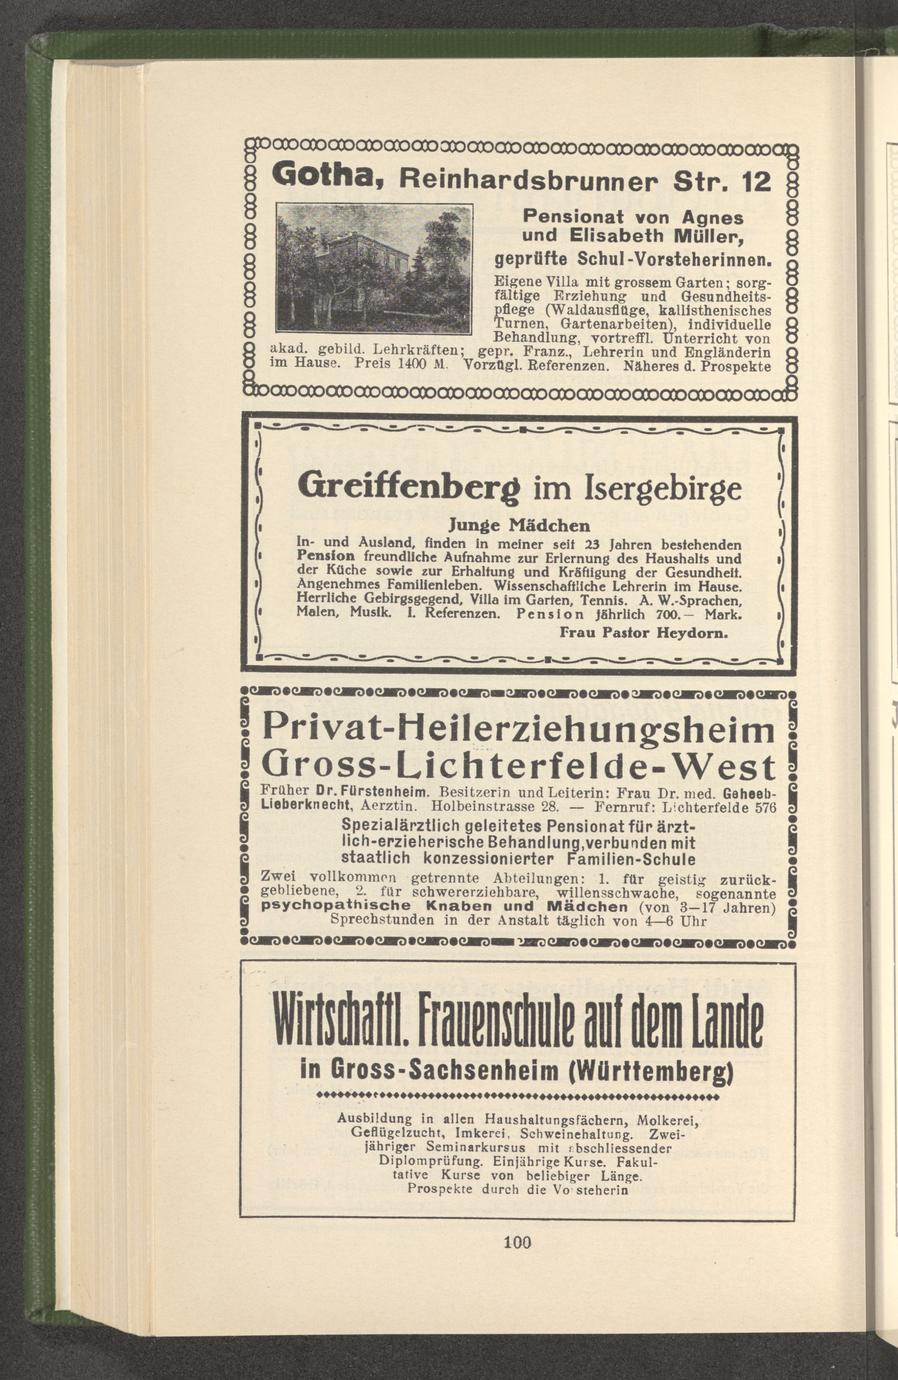 Gotha, Reinhardsbrunner Str. 12
Pensionat von Agnes
und Elisabeth Müller,
geprüfte Schul-Vorsteherinnen.
Eigene Villa mit grossem Garten; sorg-
fältige Erziehung und Gesundheits-
pflege (Waldausflüge, kallisthenisches
Turnen, Gartenarbeiten), individuelle
Behandlung, vortreffl. Unterricht von
akad. gebild. Lehrkräften; gepr. Franz., Lehrerin und Engländerin
im Hause. Preis 1400 M. Vorzügl. Referenzen. Näheres d. Prospekte
Greiffenberg im Isergebirge
Junge Mädchen
In- und Ausland, finden in meiner seit 23 Jahren bestehenden
Pension freundliche Aufnahme zur Erlernung des Haushalts und
der Küche sowie zur Erhaltung und Kräftigung der Gesundheit.
Angenehmes Familienleben. Wissenschaftliche Lehrerin im Hause.
Herrliche Gebirgsgegend, Villa im Garten, Tennis. A. W.-Sprachen,
Malen, Musik. I. Referenzen. Pension jährlich 700.— Mark.
Frau Pastor Heydorn.
Privat-Heilerziehungsheim
Gross-Lichterfelde-West
Früher Dr. Fürstenheim. Besitzerin und Leiterin: Frau Dr. med. Geheeb-
Lieberknecht, Aerztin. Holbeinstrasse 28. — Fernruf: Lichterfelde 576
Spezialärztlich geleitetes Pensionat für ärzt-
lich-erzieherische Behandlung, verbunden mit
staatlich konzessionierter Familien-Schule
Zwei vollkommen getrennte Abteilungen: 1. für geistig zurück-
gebliebene, 2. für schwererziehbare, willensschwache, sogenannte
psychopathische Knaben und Mädchen (von 3—17 Jahren)
Sprechstunden in der Anstalt täglich von 4—6 Uhr
Wirtschaftl. Frauenschule auf dem Lande
in Gross-Sachsenheim (Württemberg)
Ausbildung in allen Haushaltungsfächern, Molkerei,
Geflügelzucht, Imkerei, Schweinehaltung. Zwei-
jähriger Seminarkursus mit abschliessender
Diplomprüfung. Einjährige Kurse. Fakul-
tative Kurse von beliebiger Länge.
Prospekte durch die Vorsteherin
100